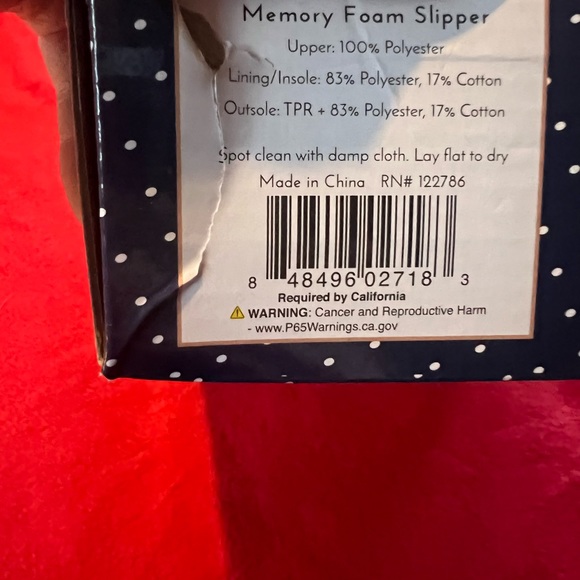 Memory Foam Slipper
Upper: 100% Polyester
Lining/Insole: 83% Polyester, 17% Cotton
Outsole: TPR + 83% Polyester, 17% Cotton
Spot clean with damp cloth. Lay flat to dry
Made in China RN# 122786
8 48496 02718 3
Required by California
⚠ WARNING: Cancer and Reproductive Harm
- www.P65Warnings.ca.gov